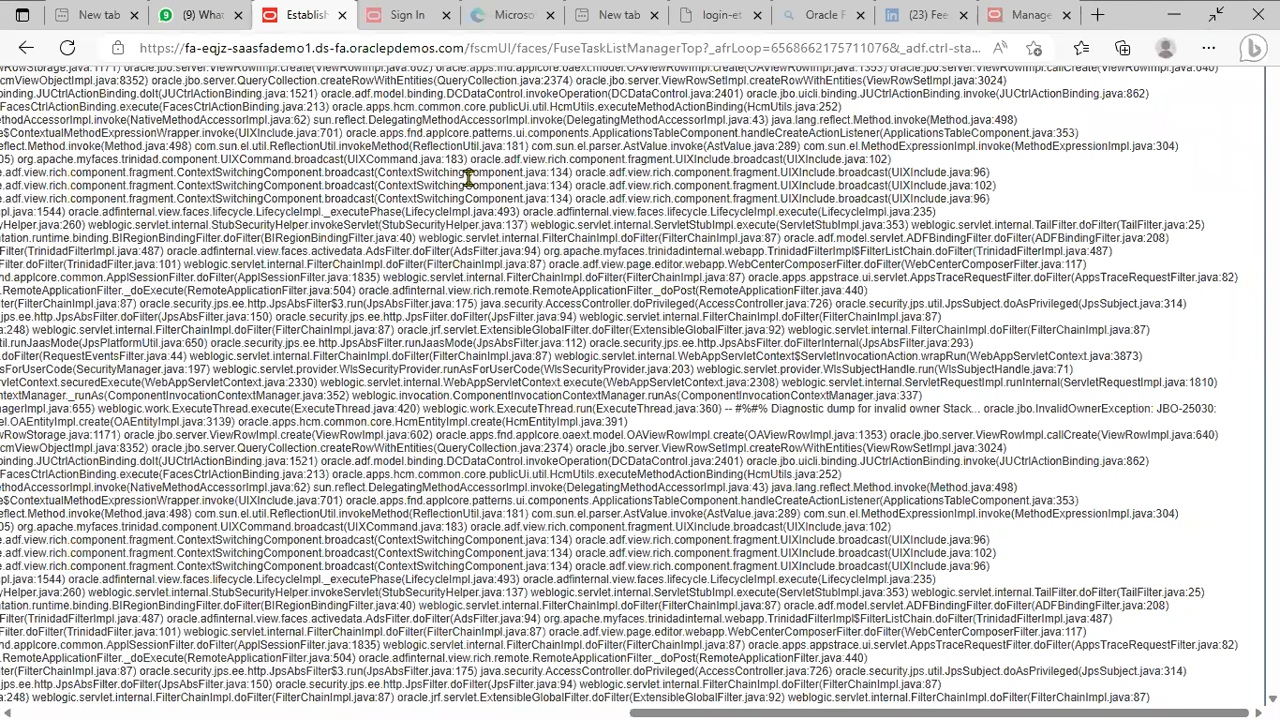 New tab
(9) What
Establish
Sign In
Microso
New tab
login-et
Oracle F
(23) Fee
Manage
https://fa-eqjz-saasfademo1.ds-fa.oraclepdemos.com/fscmUI/faces/FuseTaskListManagerTop?_afrLoop=65686621757110​76&_adf.ctrl-sta...
wRowStorage.java:1171) oracle.jbo.server.ViewRowImpl.create(ViewRowImpl.java:602) oracle.apps.fnd.applcore.oaext.model.OAViewRowImpl.create(OAViewRowImpl.java:1353) oracle.jbo.server.ViewRowImpl.callCreate(ViewRowImpl.java:640)
cmViewObjectImpl.java:8352) oracle.jbo.server.QueryCollection.createRowWithEntities(QueryCollection.java:2374) oracle.jbo.server.ViewRowSetImpl.createRowWithEntities(ViewRowSetImpl.java:3024)
binding.JUCtrlActionBinding.doIt(JUCtrlActionBinding.java:1521) oracle.adf.model.binding.DCDataControl.invokeOperation(DCDataControl.java:2401) oracle.jbo.uicli.binding.JUCtrlActionBinding.invoke(JUCtrlActionBinding.java:862)
FacesCtrlActionBinding.execute(FacesCtrlActionBinding.java:213) oracle.apps.hcm.common.core.publicUi.util.HcmUtils.executeMethodActionBinding(HcmUtils.java:252)
ethodAccessorImpl.invoke(NativeMethodAccessorImpl.java:62) sun.reflect.DelegatingMethodAccessorImpl.invoke(DelegatingMethodAccessorImpl.java:43) java.lang.reflect.Method.invoke(Method.java:498)
e$ContextualMethodExpressionWrapper.invoke(UIXInclude.java:701) oracle.apps.fnd.applcore.patterns.ui.components.ApplicationsTableComponent.handleCreateActionListener(ApplicationsTableComponent.java:353)
reflect.Method.invoke(Method.java:498) com.sun.el.util.ReflectionUtil.invokeMethod(ReflectionUtil.java:181) com.sun.el.parser.AstValue.invoke(AstValue.java:289) com.sun.el.MethodExpressionImpl.invoke(MethodExpressionImpl.java:304)
05) org.apache.myfaces.trinidad.component.UIXCommand.broadcast(UIXCommand.java:183) oracle.adf.view.rich.component.fragment.UIXInclude.broadcast(UIXInclude.java:102)
e.adf.view.rich.component.fragment.ContextSwitchingComponent.broadcast(ContextSwitchingComponent.java:134) oracle.adf.view.rich.component.fragment.UIXInclude.broadcast(UIXInclude.java:96)
e.adf.view.rich.component.fragment.ContextSwitchingComponent.broadcast(ContextSwitchingComponent.java:134) oracle.adf.view.rich.component.fragment.UIXInclude.broadcast(UIXInclude.java:102)
e.adf.view.rich.component.fragment.ContextSwitchingComponent.broadcast(ContextSwitchingComponent.java:134) oracle.adf.view.rich.component.fragment.UIXInclude.broadcast(UIXInclude.java:96)
mpl.java:1544) oracle.adfinternal.view.faces.lifecycle.LifecycleImpl._executePhase(LifecycleImpl.java:493) oracle.adfinternal.view.faces.lifecycle.LifecycleImpl.execute(LifecycleImpl.java:235)
yHelper.java:260) weblogic.servlet.internal.StubSecurityHelper.invokeServlet(StubSecurityHelper.java:137) weblogic.servlet.internal.ServletStubImpl.execute(ServletStubImpl.java:353) weblogic.servlet.internal.TailFilter.doFilter(TailFilter.java:25)
tation.runtime.binding.BIRegionBindingFilter.doFilter(BIRegionBindingFilter.java:40) weblogic.servlet.internal.FilterChainImpl.doFilter(FilterChainImpl.java:87) oracle.adf.model.servlet.ADFBindingFilter.doFilter(ADFBindingFilter.java:208)
r(TrinidadFilter.java:487) oracle.adfinternal.view.faces.activedata.AdsFilter.doFilter(AdsFilter.java:94) org.apache.myfaces.trinidadinternal.webapp.TrinidadFilterImpl$FilterListChain.doFilter(TrinidadFilterImpl.java:487)
ilter.doFilter(TrinidadFilter.java:101) weblogic.servlet.internal.FilterChainImpl.doFilter(FilterChainImpl.java:87) oracle.adf.view.page.editor.webapp.WebCenterComposerFilter.doFilter(WebCenterComposerFilter.java:117)
nd.applcore.common.ApplSessionFilter.doFilter(ApplSessionFilter.java:1835) weblogic.servlet.internal.FilterChainImpl.doFilter(FilterChainImpl.java:87) oracle.apps.appstrace.ui.servlet.AppsTraceRequestFilter.doFilter(AppsTraceRequestFilter.java:82)
RemoteApplicationFilter._doExecute(RemoteApplicationFilter.java:504) oracle.adfinternal.view.rich.remote.RemoteApplicationFilter._doPost(RemoteApplicationFilter.java:440)
er(FilterChainImpl.java:87) oracle.security.jps.ee.http.JpsAbsFilter$3.run(JpsAbsFilter.java:175) java.security.AccessController.doPrivileged(AccessController.java:726) oracle.security.jps.util.JpsSubject.doAsPrivileged(JpsSubject.java:314)
jps.ee.http.JpsAbsFilter.doFilter(JpsAbsFilter.java:150) oracle.security.jps.ee.http.JpsFilter.doFilter(JpsFilter.java:94) weblogic.servlet.internal.FilterChainImpl.doFilter(FilterChainImpl.java:87)
:248) weblogic.servlet.internal.FilterChainImpl.doFilter(FilterChainImpl.java:87) oracle.jrf.servlet.ExtensibleGlobalFilter.doFilter(ExtensibleGlobalFilter.java:92) weblogic.servlet.internal.FilterChainImpl.doFilter(FilterChainImpl.java:87)
til.runJaasMode(JpsPlatformUtil.java:650) oracle.security.jps.ee.http.JpsAbsFilter.runJaasMode(JpsAbsFilter.java:112) oracle.security.jps.ee.http.JpsAbsFilter.doFilterInternal(JpsAbsFilter.java:293)
doFilter(RequestEventsFilter.java:44) weblogic.servlet.internal.FilterChainImpl.doFilter(FilterChainImpl.java:87) weblogic.servlet.internal.WebAppServletContext$ServletInvocationAction.wrapRun(WebAppServletContext.java:3873)
AsForUserCode(SecurityManager.java:197) weblogic.servlet.provider.WlsSecurityProvider.runAsForUserCode(WlsSecurityProvider.java:203) weblogic.servlet.provider.WlsSubjectHandle.run(WlsSubjectHandle.java:71)
rvletContext.securedExecute(WebAppServletContext.java:2330) weblogic.servlet.internal.WebAppServletContext.execute(WebAppServletContext.java:2308) weblogic.servlet.internal.ServletRequestImpl.runInternal(ServletRequestImpl.java:1810)
ntextManager._runAs(ComponentInvocationContextManager.java:352) weblogic.invocation.ComponentInvocationContextManager.runAs(ComponentInvocationContextManager.java:337)
nagerImpl.java:655) weblogic.work.ExecuteThread.execute(ExecuteThread.java:420) weblogic.work.ExecuteThread.run(ExecuteThread.java:360) -- #%#% Diagnostic dump for invalid owner Stack... oracle.jbo.InvalidOwnerException: JBO-25030:
el.OAEntityImpl.create(OAEntityImpl.java:3139) oracle.apps.hcm.common.core.HcmEntityImpl.create(HcmEntityImpl.java:391)
wRowStorage.java:1171) oracle.jbo.server.ViewRowImpl.create(ViewRowImpl.java:602) oracle.apps.fnd.applcore.oaext.model.OAViewRowImpl.create(OAViewRowImpl.java:1353) oracle.jbo.server.ViewRowImpl.callCreate(ViewRowImpl.java:640)
cmViewObjectImpl.java:8352) oracle.jbo.server.QueryCollection.createRowWithEntities(QueryCollection.java:2374) oracle.jbo.server.ViewRowSetImpl.createRowWithEntities(ViewRowSetImpl.java:3024)
binding.JUCtrlActionBinding.doIt(JUCtrlActionBinding.java:1521) oracle.adf.model.binding.DCDataControl.invokeOperation(DCDataControl.java:2401) oracle.jbo.uicli.binding.JUCtrlActionBinding.invoke(JUCtrlActionBinding.java:862)
FacesCtrlActionBinding.execute(FacesCtrlActionBinding.java:213) oracle.apps.hcm.common.core.publicUi.util.HcmUtils.executeMethodActionBinding(HcmUtils.java:252)
ethodAccessorImpl.invoke(NativeMethodAccessorImpl.java:62) sun.reflect.DelegatingMethodAccessorImpl.invoke(DelegatingMethodAccessorImpl.java:43) java.lang.reflect.Method.invoke(Method.java:498)
e$ContextualMethodExpressionWrapper.invoke(UIXInclude.java:701) oracle.apps.fnd.applcore.patterns.ui.components.ApplicationsTableComponent.handleCreateActionListener(ApplicationsTableComponent.java:353)
reflect.Method.invoke(Method.java:498) com.sun.el.util.ReflectionUtil.invokeMethod(ReflectionUtil.java:181) com.sun.el.parser.AstValue.invoke(AstValue.java:289) com.sun.el.MethodExpressionImpl.invoke(MethodExpressionImpl.java:304)
05) org.apache.myfaces.trinidad.component.UIXCommand.broadcast(UIXCommand.java:183) oracle.adf.view.rich.component.fragment.UIXInclude.broadcast(UIXInclude.java:102)
e.adf.view.rich.component.fragment.ContextSwitchingComponent.broadcast(ContextSwitchingComponent.java:134) oracle.adf.view.rich.component.fragment.UIXInclude.broadcast(UIXInclude.java:96)
e.adf.view.rich.component.fragment.ContextSwitchingComponent.broadcast(ContextSwitchingComponent.java:134) oracle.adf.view.rich.component.fragment.UIXInclude.broadcast(UIXInclude.java:102)
e.adf.view.rich.component.fragment.ContextSwitchingComponent.broadcast(ContextSwitchingComponent.java:134) oracle.adf.view.rich.component.fragment.UIXInclude.broadcast(UIXInclude.java:96)
mpl.java:1544) oracle.adfinternal.view.faces.lifecycle.LifecycleImpl._executePhase(LifecycleImpl.java:493) oracle.adfinternal.view.faces.lifecycle.LifecycleImpl.execute(LifecycleImpl.java:235)
yHelper.java:260) weblogic.servlet.internal.StubSecurityHelper.invokeServlet(StubSecurityHelper.java:137) weblogic.servlet.internal.ServletStubImpl.execute(ServletStubImpl.java:353) weblogic.servlet.internal.TailFilter.doFilter(TailFilter.java:25)
tation.runtime.binding.BIRegionBindingFilter.doFilter(BIRegionBindingFilter.java:40) weblogic.servlet.internal.FilterChainImpl.doFilter(FilterChainImpl.java:87) oracle.adf.model.servlet.ADFBindingFilter.doFilter(ADFBindingFilter.java:208)
r(TrinidadFilter.java:487) oracle.adfinternal.view.faces.activedata.AdsFilter.doFilter(AdsFilter.java:94) org.apache.myfaces.trinidadinternal.webapp.TrinidadFilterImpl$FilterListChain.doFilter(TrinidadFilterImpl.java:487)
ilter.doFilter(TrinidadFilter.java:101) weblogic.servlet.internal.FilterChainImpl.doFilter(FilterChainImpl.java:87) oracle.adf.view.page.editor.webapp.WebCenterComposerFilter.doFilter(WebCenterComposerFilter.java:117)
nd.applcore.common.ApplSessionFilter.doFilter(ApplSessionFilter.java:1835) weblogic.servlet.internal.FilterChainImpl.doFilter(FilterChainImpl.java:87) oracle.apps.appstrace.ui.servlet.AppsTraceRequestFilter.doFilter(AppsTraceRequestFilter.java:82)
RemoteApplicationFilter._doExecute(RemoteApplicationFilter.java:504) oracle.adfinternal.view.rich.remote.RemoteApplicationFilter._doPost(RemoteApplicationFilter.java:440)
er(FilterChainImpl.java:87) oracle.security.jps.ee.http.JpsAbsFilter$3.run(JpsAbsFilter.java:175) java.security.AccessController.doPrivileged(AccessController.java:726) oracle.security.jps.util.JpsSubject.doAsPrivileged(JpsSubject.java:314)
jps.ee.http.JpsAbsFilter.doFilter(JpsAbsFilter.java:150) oracle.security.jps.ee.http.JpsFilter.doFilter(JpsFilter.java:94) weblogic.servlet.internal.FilterChainImpl.doFilter(FilterChainImpl.java:87)
:248) weblogic.servlet.internal.FilterChainImpl.doFilter(FilterChainImpl.java:87) oracle.jrf.servlet.ExtensibleGlobalFilter.doFilter(ExtensibleGlobalFilter.java:92) weblogic.servlet.internal.FilterChainImpl.doFilter(FilterChainImpl.java:87)